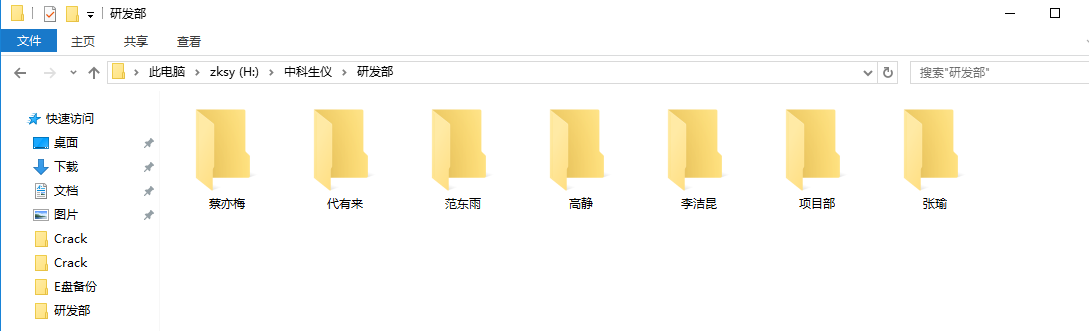 研发部
文件 主页 共享 查看
此电脑 zksy (H:) 中科生仪 研发部 搜索"研发部"
快速访问
桌面
下载
文档
图片
Crack
Crack
E盘备份
研发部
蔡亦梅 代有来 范东雨 高静 李洁昆 项目部 张瑜